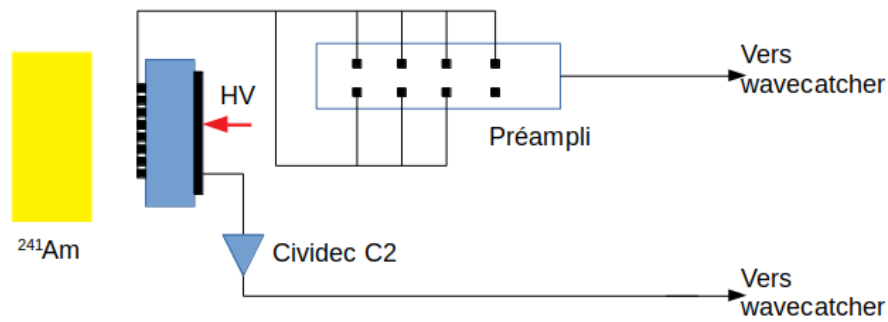 Vers
wavecatcher
HV
Préampli
²⁴¹Am
Cividec C2
Vers
wavecatcher